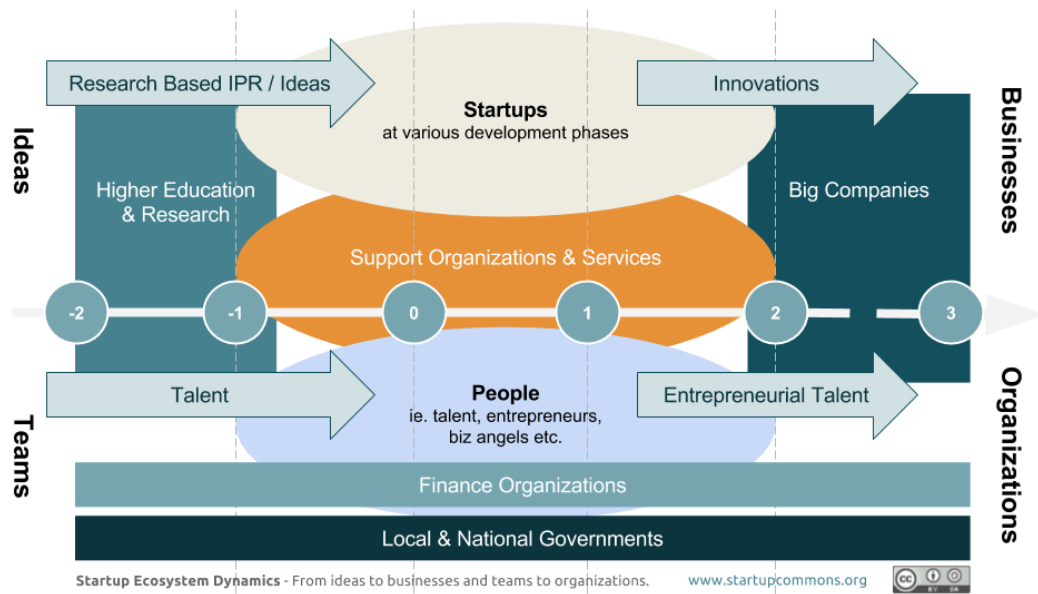 Research Based IPR / Ideas
Innovations
Startups
at various development phases
Ideas
Businesses
Higher Education
& Research
Big Companies
Support Organizations & Services
-2
-1
0
1
2
3
Talent
People
ie. talent, entrepreneurs,
biz angels etc.
Entrepreneurial Talent
Teams
Organizations
Finance Organizations
Local & National Governments
Startup Ecosystem Dynamics - From ideas to businesses and teams to organizations.
www.startupcommons.org
cc
BY SA